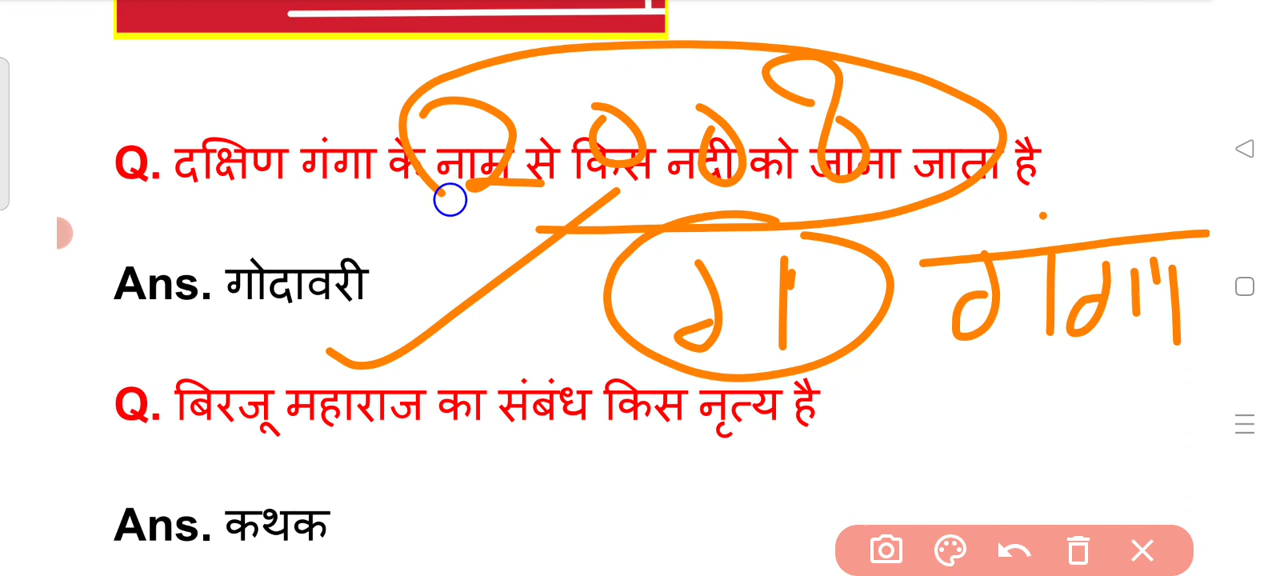 Q. दक्षिण गंगा के नाम से किस नदी को जाना जाता है
2008
Ans. गोदावरी
गा गंगा
Q. बिरजू महाराज का संबंध किस नृत्य है
Ans. कथक